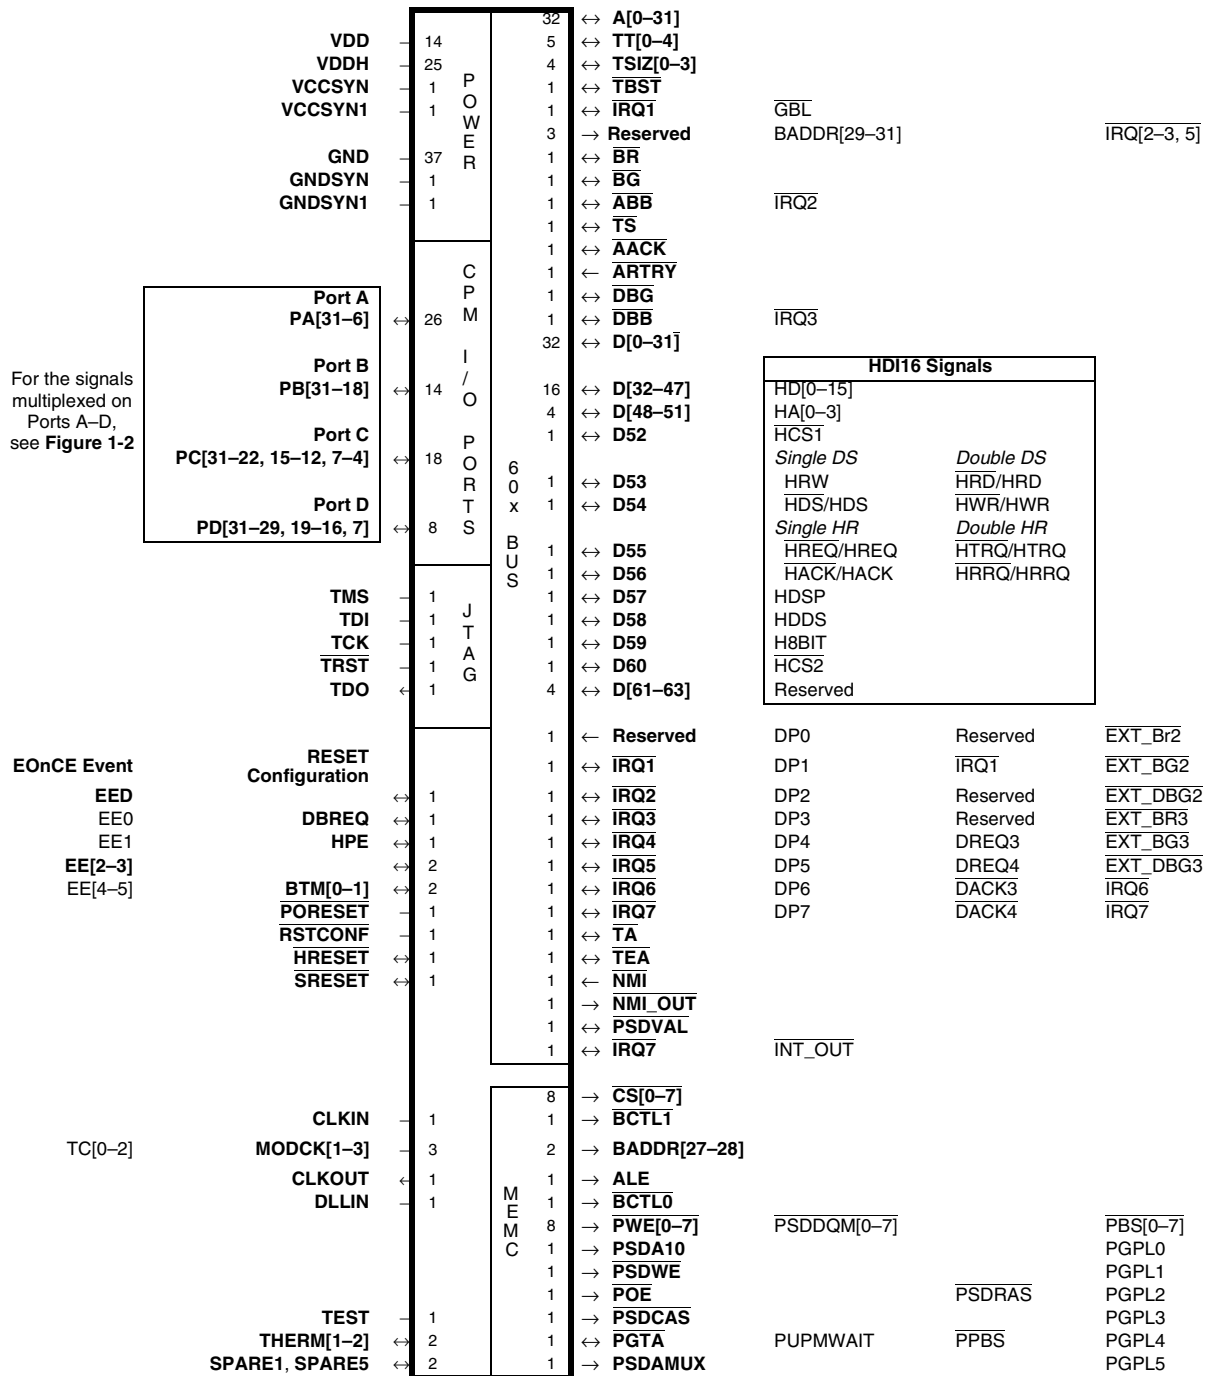 32 ↔ A[0–31]
VDD – 14 5 ↔ TT[0–4]
VDDH – 25 4 ↔ TSIZ[0–3]
VCCSYN – 1 1 ↔ TBST
VCCSYN1 – 1 1 ↔ IRQ1 GBL
3 → Reserved BADDR[29–31] IRQ[2–3, 5]
GND – 37 1 ↔ BR
GNDSYN – 1 1 ↔ BG
GNDSYN1 – 1 1 ↔ ABB IRQ2
1 ↔ TS
POWER
1 ↔ AACK
1 ← ARTRY
Port A 1 ↔ DBG
PA[31–6] ↔ 26 1 ↔ DBB IRQ3
32 ↔ D[0–31]
Port B HDI16 Signals
For the signals
multiplexed on
Ports A–D,
see Figure 1-2
PB[31–18] ↔ 14 16 ↔ D[32–47] HD[0–15]
4 ↔ D[48–51] HA[0–3]
Port C 1 ↔ D52 HCS1
PC[31–22, 15–12, 7–4] ↔ 18 Single DS Double DS
1 ↔ D53 HRW HRD/HRD
Port D 1 ↔ D54 HDS/HDS HWR/HWR
PD[31–29, 19–16, 7] ↔ 8 Single HR Double HR
CPM I/O PORTS
60x BUS
1 ↔ D55 HREQ/HREQ HTRQ/HTRQ
1 ↔ D56 HACK/HACK HRRQ/HRRQ
TMS – 1 1 ↔ D57 HDSP
TDI – 1 1 ↔ D58 HDDS
TCK – 1 1 ↔ D59 H8BIT
TRST – 1 1 ↔ D60 HCS2
TDO ← 1 4 ↔ D[61–63] Reserved
JTAG
1 ← Reserved DP0 Reserved EXT_Br2
EOnCE Event RESET
Configuration
1 ↔ IRQ1 DP1 IRQ1 EXT_BG2
EED ↔ 1 1 ↔ IRQ2 DP2 Reserved EXT_DBG2
EE0 DBREQ ↔ 1 1 ↔ IRQ3 DP3 Reserved EXT_BR3
EE1 HPE ↔ 1 1 ↔ IRQ4 DP4 DREQ3 EXT_BG3
EE[2–3] ↔ 2 1 ↔ IRQ5 DP5 DREQ4 EXT_DBG3
EE[4–5] BTM[0–1] ↔ 2 1 ↔ IRQ6 DP6 DACK3 IRQ6
PORESET – 1 1 ↔ IRQ7 DP7 DACK4 IRQ7
RSTCONF – 1 1 ↔ TA
HRESET ↔ 1 1 ↔ TEA
SRESET ↔ 1 1 ← NMI
1 → NMI_OUT
1 ↔ PSDVAL
1 ↔ IRQ7 INT_OUT
8 → CS[0–7]
CLKIN – 1 1 → BCTL1
TC[0–2] MODCK[1–3] – 3 2 → BADDR[27–28]
CLKOUT ← 1 1 → ALE
DLLIN – 1 1 → BCTL0
MEMC
8 → PWE[0–7] PSDDQM[0–7] PBS[0–7]
1 → PSDA10 PGPL0
1 → PSDWE PGPL1
1 → POE PSDRAS PGPL2
TEST – 1 1 → PSDCAS PGPL3
THERM[1–2] ↔ 2 1 ↔ PGTA PUPMWAIT PPBS PGPL4
SPARE1, SPARE5 ↔ 2 1 → PSDAMUX PGPL5